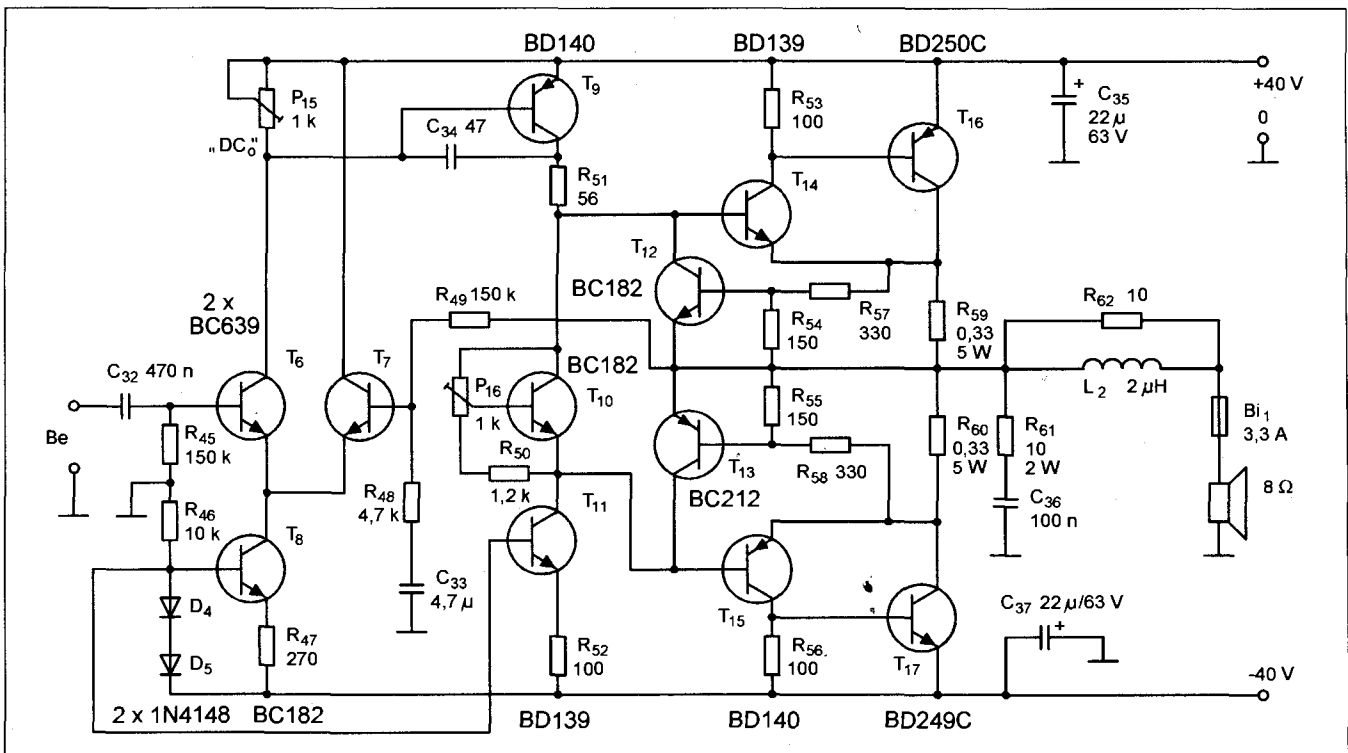 BD140
BD139
BD250C
T9
P15
1 k
„DC₀"
C34 47
R53
100
T16
+
C35
22 μ
63 V
+40 V
0
R51
56
T14
T12
BC182
R49 150 k
2 x
BC639
R54
150
R57
330
R59
0,33
5 W
R62 10
T6
T7
BC182
C32 470 n
P16
1 k
T10
L2 2 μH
Be
R45
150 k
R50
1,2 k
R55
150
T13
R58 330
BC212
R60
0,33
5 W
R61
10
2 W
Bi1
3,3 A
R48
4,7 k
T11
R46
10 k
T8
C36
100 n
8 Ω
C33
4,7 μ
D4
T15
C37 22 μ/63 V
+
R47
270
R52
100
R56
100
T17
D5
-40 V
2 x 1N4148
BC182
BD139
BD140
BD249C